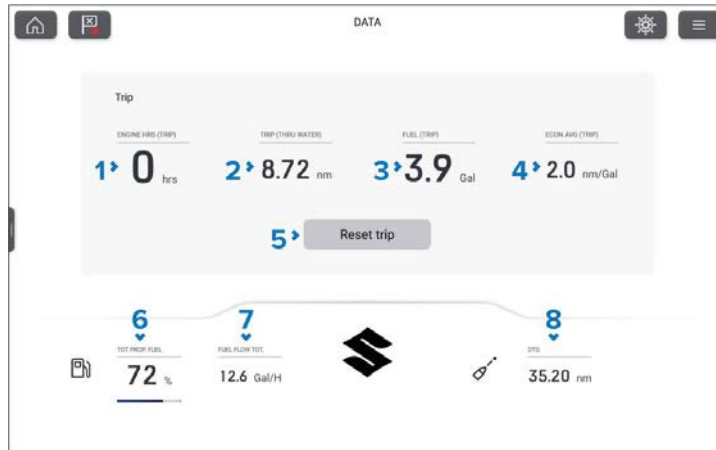 DATA
Trip
ENGINE HRS (TRIP) TRIP (THRU WATER) FUEL (TRIP) ECON AVG (TRIP)
1 0 hrs 2 8.72 nm 3 3.9 Gal 4 2.0 nm/Gal
5 Reset trip
6 7 8
TOT PROP. FUEL FUEL FLOW TOT. DTG
72 % 12.6 Gal/H 35.20 nm